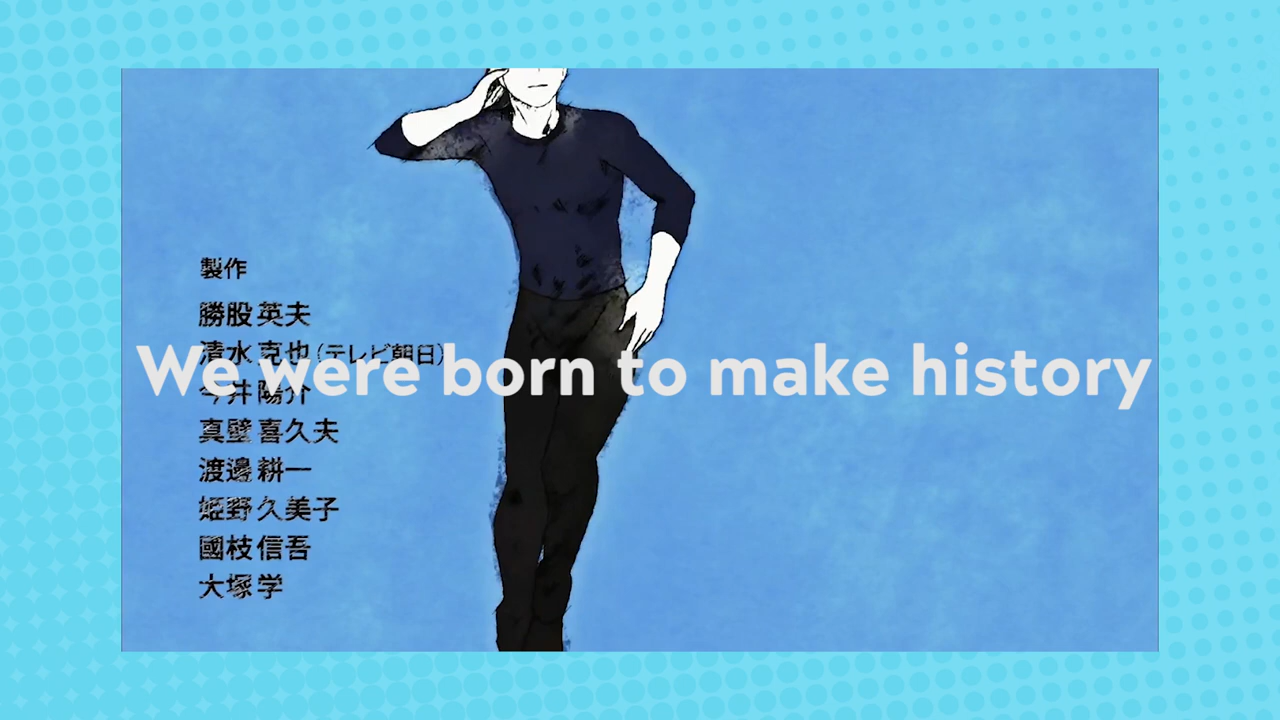 製作
勝股英夫
清水克也(テレビ朝日)
We were born to make history
今井陽介
真壁喜久夫
渡邊耕一
姫野久美子
國枝信吾
大塚学